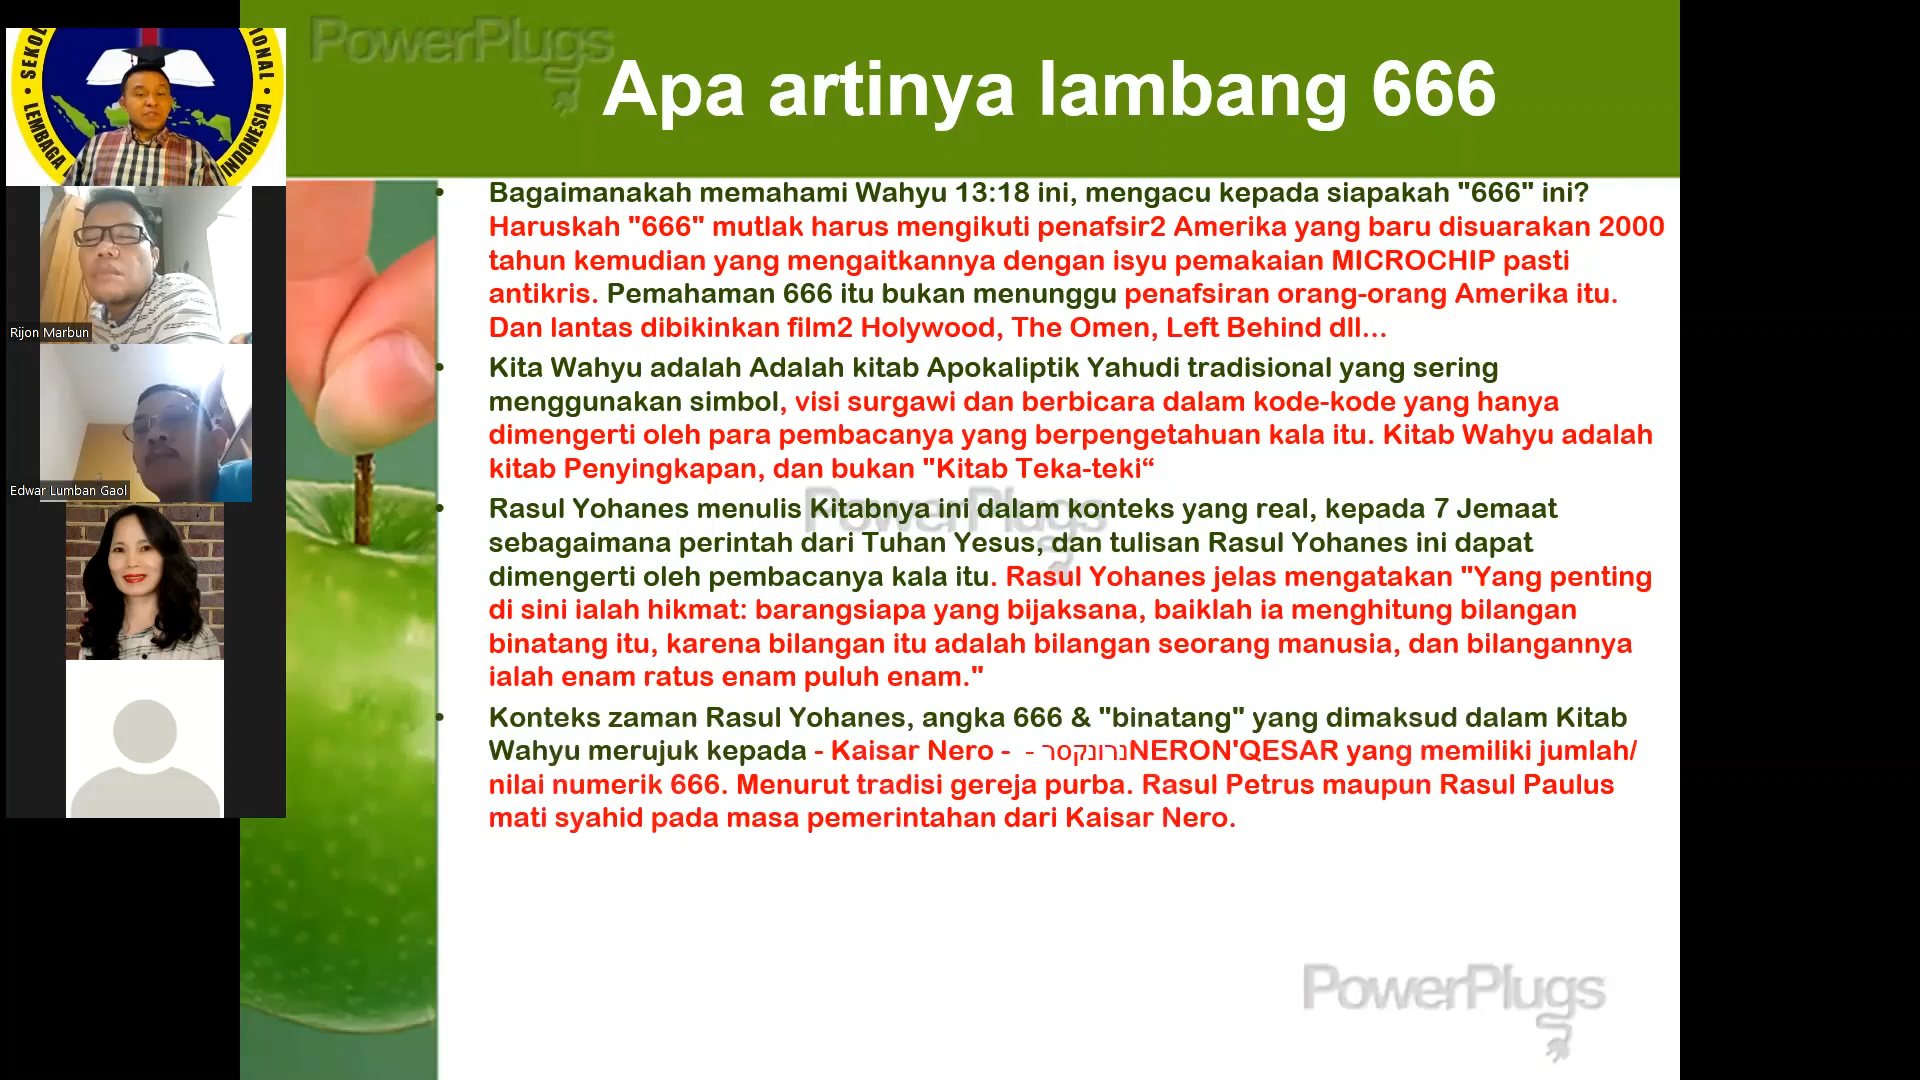 PowerPlugs
Apa artinya lambang 666
SEKOL
IONAL
LEMBAGA
INDONESIA
Rijon Marbun
Edwar Lumban Gaol
• Bagaimanakah memahami Wahyu 13:18 ini, mengacu kepada siapakah "666" ini?
Haruskah "666" mutlak harus mengikuti penafsir2 Amerika yang baru disuarakan 2000
tahun kemudian yang mengaitkannya dengan isyu pemakaian MICROCHIP pasti
antikris. Pemahaman 666 itu bukan menunggu penafsiran orang-orang Amerika itu.
Dan lantas dibikinkan film2 Holywood, The Omen, Left Behind dll...
• Kita Wahyu adalah Adalah kitab Apokaliptik Yahudi tradisional yang sering
menggunakan simbol, visi surgawi dan berbicara dalam kode-kode yang hanya
dimengerti oleh para pembacanya yang berpengetahuan kala itu. Kitab Wahyu adalah
kitab Penyingkapan, dan bukan "Kitab Teka-teki“
PowerPlugs
• Rasul Yohanes menulis Kitabnya ini dalam konteks yang real, kepada 7 Jemaat
sebagaimana perintah dari Tuhan Yesus, dan tulisan Rasul Yohanes ini dapat
dimengerti oleh pembacanya kala itu. Rasul Yohanes jelas mengatakan "Yang penting
di sini ialah hikmat: barangsiapa yang bijaksana, baiklah ia menghitung bilangan
binatang itu, karena bilangan itu adalah bilangan seorang manusia, dan bilangannya
ialah enam ratus enam puluh enam."
• Konteks zaman Rasul Yohanes, angka 666 & "binatang" yang dimaksud dalam Kitab
Wahyu merujuk kepada - Kaisar Nero - - נרונקסר NERON'QESAR yang memiliki jumlah/
nilai numerik 666. Menurut tradisi gereja purba. Rasul Petrus maupun Rasul Paulus
mati syahid pada masa pemerintahan dari Kaisar Nero.
PowerPlugs